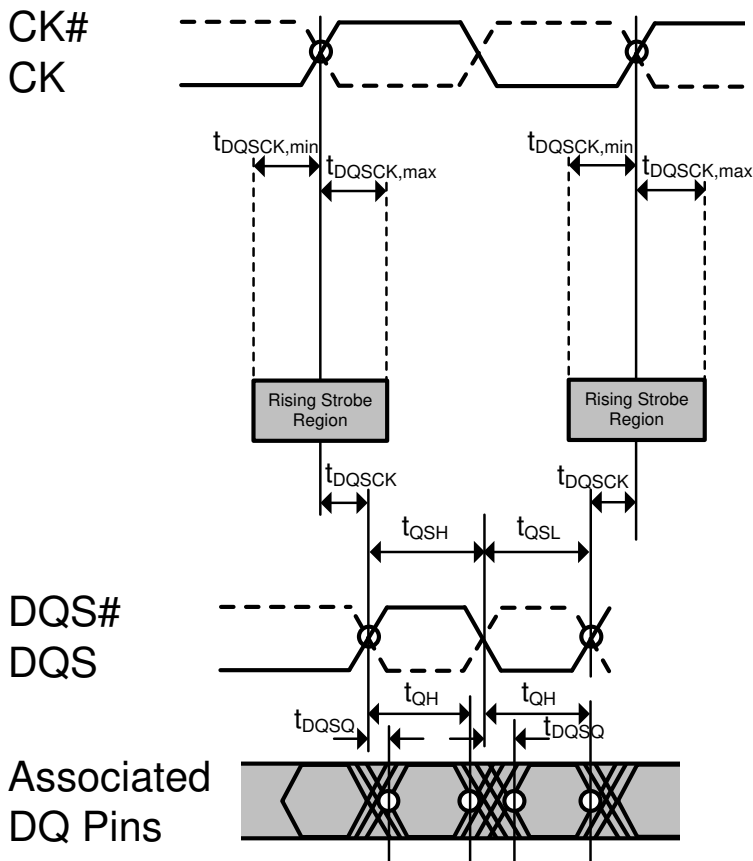 CK#
CK
tDQSCK,min
tDQSCK,max
tDQSCK,min
tDQSCK,max
Rising Strobe
Region
Rising Strobe
Region
tDQSCK
tDQSCK
tQSH
tQSL
DQS#
DQS
tQH
tQH
tDQSQ
tDQSQ
Associated
DQ Pins